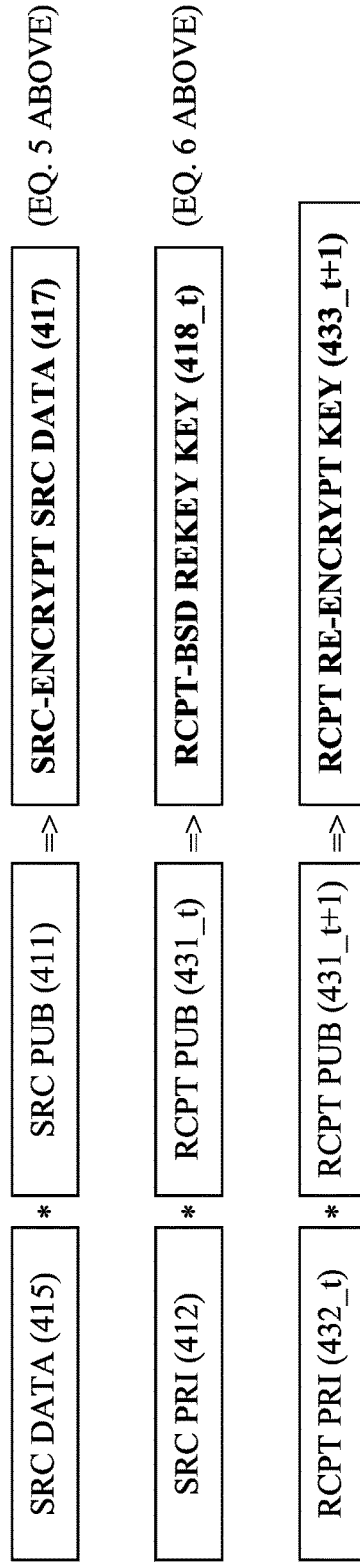 SRC DATA (415) * SRC PUB (411) => SRC-ENCRYPT SRC DATA (417) (EQ. 5 ABOVE)
SRC PRI (412) * RCPT PUB (431_t) => RCPT-BSD REKEY KEY (418_t) (EQ. 6 ABOVE)
RCPT PRI (432_t) * RCPT PUB (431_t+1) => RCPT RE-ENCRYPT KEY (433_t+1)